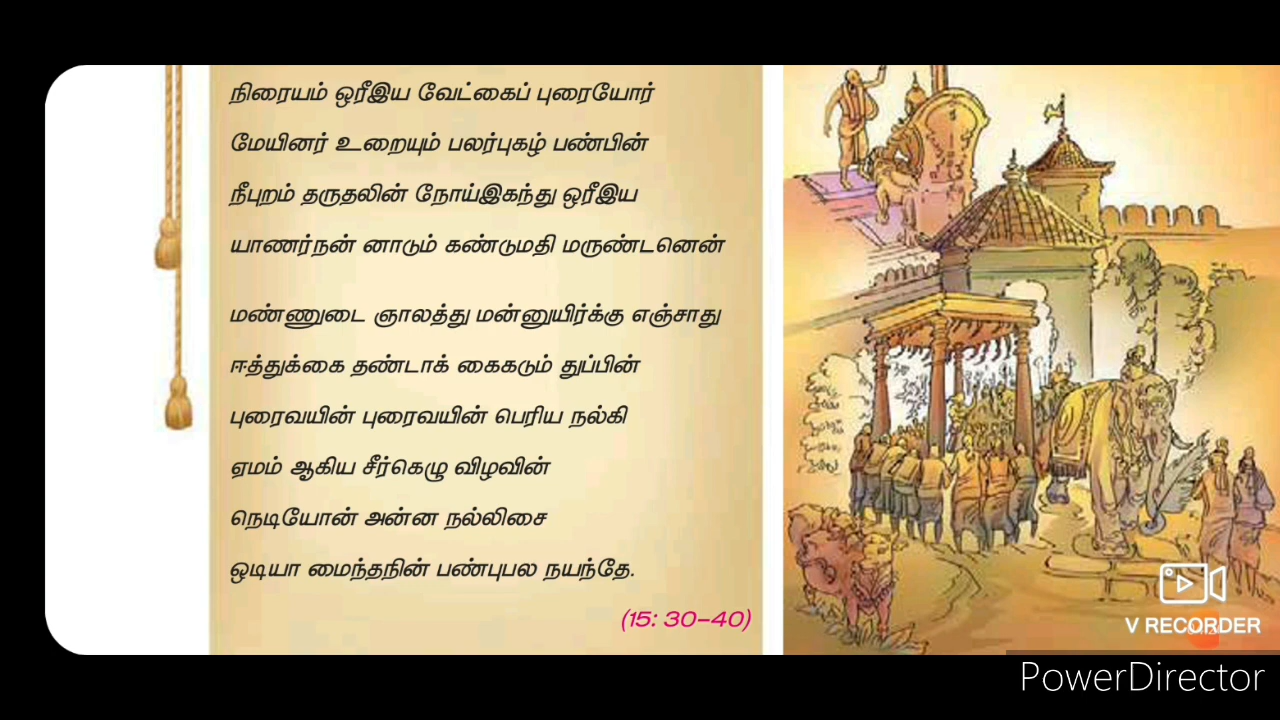 நிரையம் ஒரீஇய வேட்கைப் புரையோர்
மேயினர் உறையும் பலர்புகழ் பண்பின்
நீபுறம் தருதலின் நோய்இகந்து ஒரீஇய
யாணர்நன் னாடும் கண்டுமதி மருண்டனென்
மண்ணுடை ஞாலத்து மன்னுயிர்க்கு எஞ்சாது
ஈத்துக்கை தண்டாக் கைகடும் துப்பின்
புரைவயின் புரைவயின் பெரிய நல்கி
ஏமம் ஆகிய சீர்கெழு விழவின்
நெடியோன் அன்ன நல்லிசை
ஒடியா மைந்தநின் பண்புபல நயந்தே.
(15: 30-40)
V RECORDER
PowerDirector